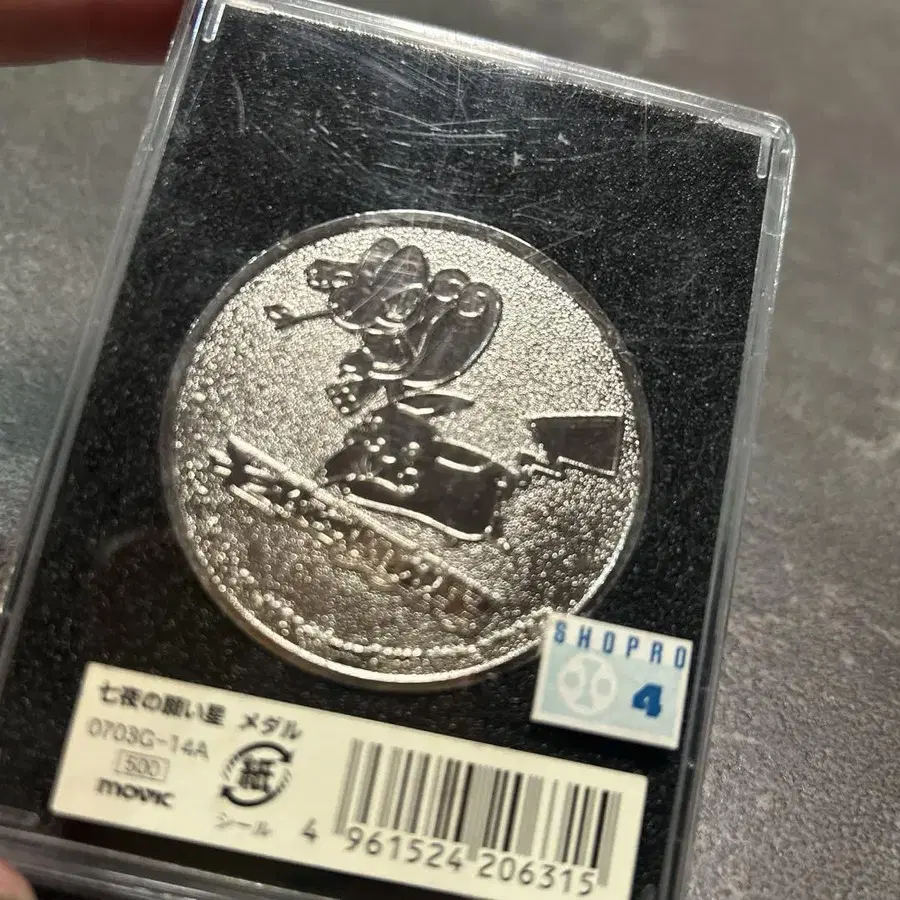 SHOPRO
4
七夜の願い星 メダル
0703G-14A
500
movic
紙
シール
4 961524 206315